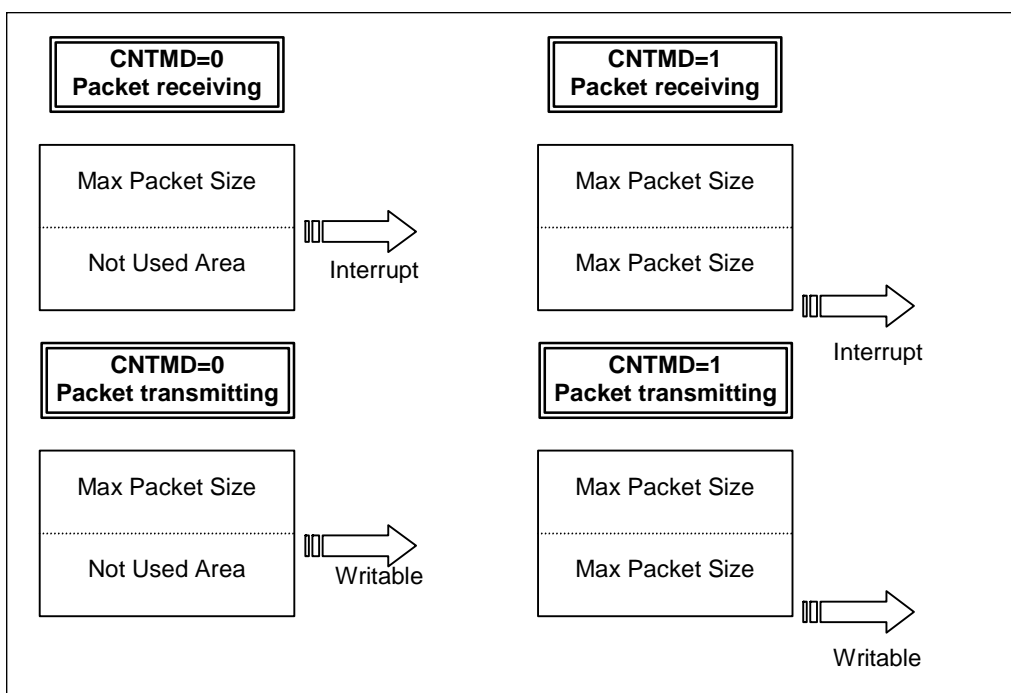 CNTMD=0
Packet receiving
Max Packet Size
Not Used Area
Interrupt
CNTMD=1
Packet receiving
Max Packet Size
Max Packet Size
Interrupt
CNTMD=0
Packet transmitting
Max Packet Size
Not Used Area
Writable
CNTMD=1
Packet transmitting
Max Packet Size
Max Packet Size
Writable